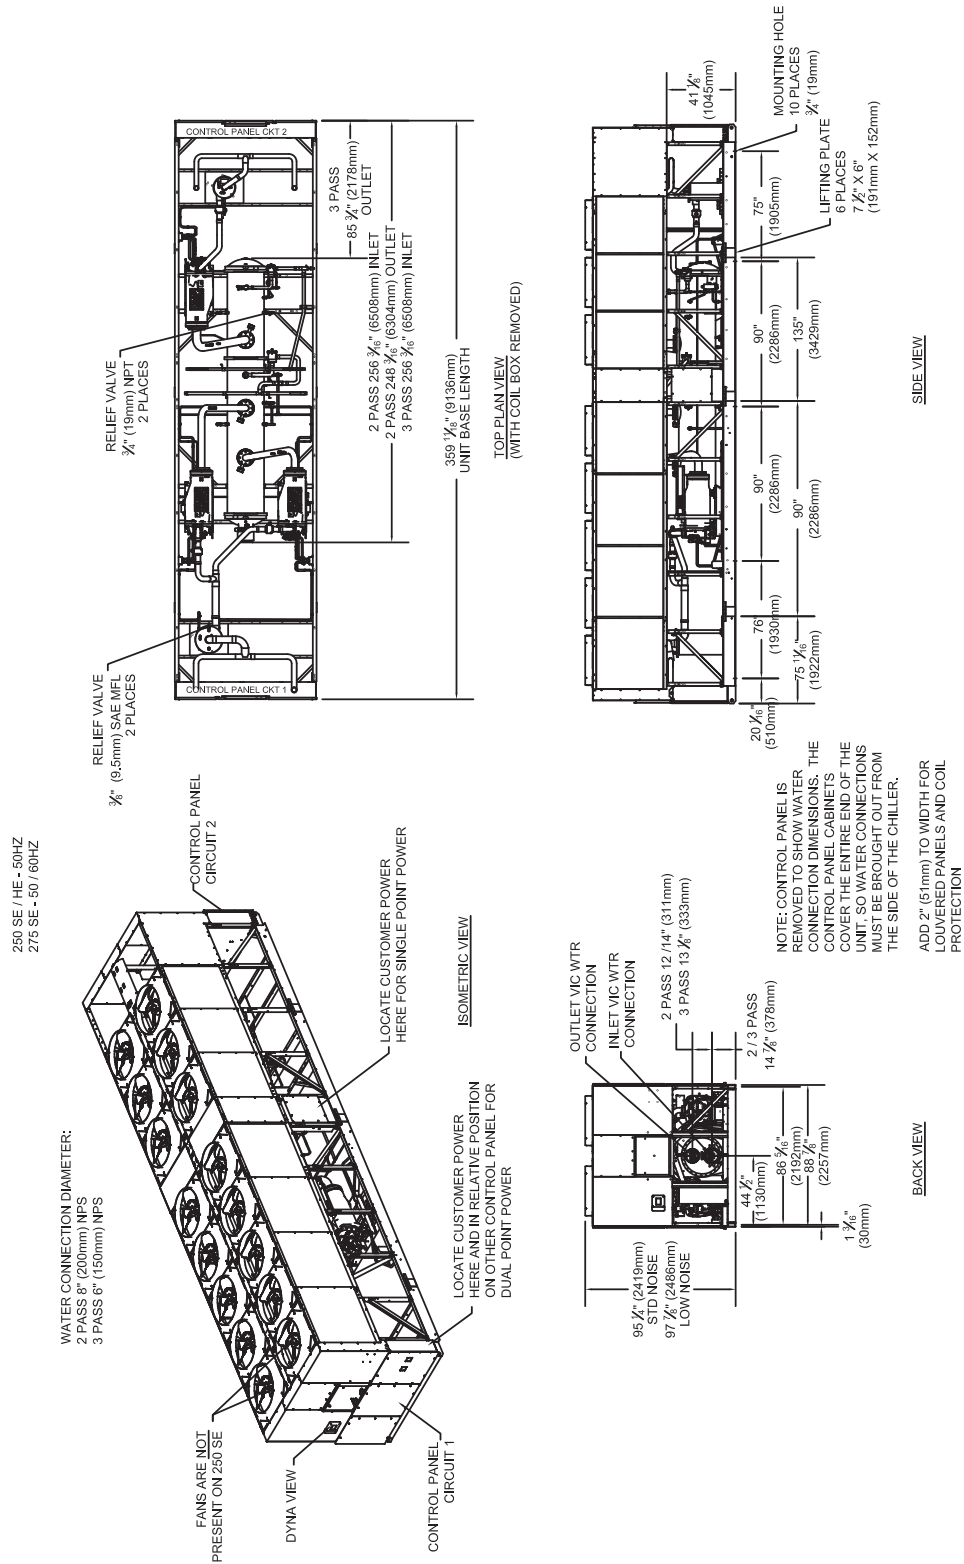 250 SE / HE - 50HZ
275 SE - 50 / 60HZ
WATER CONNECTION DIAMETER:
2 PASS 8" (200mm) NPS
3 PASS 6" (150mm) NPS
FANS ARE NOT
PRESENT ON 250 SE
DYNA VIEW
CONTROL PANEL
CIRCUIT 1
CONTROL PANEL
CIRCUIT 2
LOCATE CUSTOMER POWER
HERE FOR SINGLE POINT POWER
LOCATE CUSTOMER POWER
HERE AND IN RELATIVE POSITION
ON OTHER CONTROL PANEL FOR
DUAL POINT POWER
ISOMETRIC VIEW
RELIEF VALVE
3/8" (9.5mm) SAE MFL
2 PLACES
RELIEF VALVE
3/4" (19mm) NPT
2 PLACES
CONTROL PANEL CKT 1
CONTROL PANEL CKT 2
3 PASS
85 3/4" (2178mm)
OUTLET
2 PASS 256 3/16" (6508mm) INLET
2 PASS 248 3/16" (6304mm) OUTLET
3 PASS 256 3/16" (6508mm) INLET
359 11/16" (9136mm)
UNIT BASE LENGTH
TOP PLAN VIEW
(WITH COIL BOX REMOVED)
OUTLET VIC WTR
CONNECTION
INLET VIC WTR
CONNECTION
2 PASS 12 /14" (311mm)
3 PASS 13 1/8" (333mm)
2 / 3 PASS
14 7/8" (378mm)
95 1/4" (2419mm)
STD NOISE
97 7/8" (2486mm)
LOW NOISE
44 1/2"
(1130mm)
86 5/16"
(2192mm)
88 7/8"
(2257mm)
1 3/16"
(30mm)
BACK VIEW
NOTE: CONTROL PANEL IS
REMOVED TO SHOW WATER
CONNECTION DIMENSIONS. THE
CONTROL PANEL CABINETS
COVER THE ENTIRE END OF THE
UNIT, SO WATER CONNECTIONS
MUST BE BROUGHT OUT FROM
THE SIDE OF THE CHILLER.
ADD 2" (51mm) TO WIDTH FOR
LOUVERED PANELS AND COIL
PROTECTION
41 1/8"
(1045mm)
MOUNTING HOLE
10 PLACES
3/4" (19mm)
LIFTING PLATE
6 PLACES
7 1/2" X 6"
(191mm X 152mm)
20 1/16"
(510mm)
76"
(1930mm)
90"
(2286mm)
90"
(2286mm)
75"
(1905mm)
75 11/16"
(1922mm)
90"
(2286mm)
135"
(3429mm)
SIDE VIEW